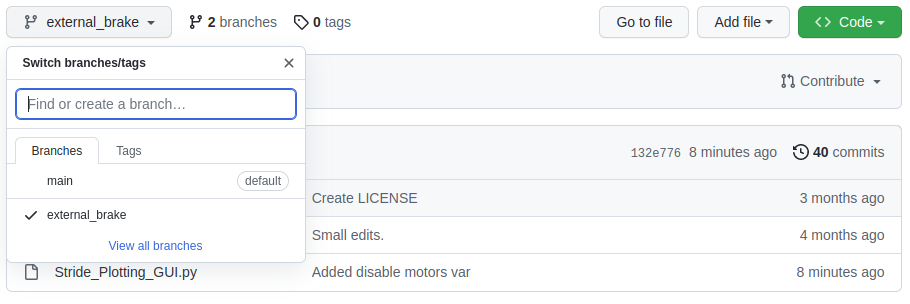 external_brake 2 branches 0 tags Go to file Add file Code
Switch branches/tags
Find or create a branch…
Contribute
Branches Tags
132e776 8 minutes ago 40 commits
main default
Create LICENSE 3 months ago
external_brake
Small edits. 4 months ago
View all branches
Stride_Plotting_GUI.py Added disable motors var 8 minutes ago